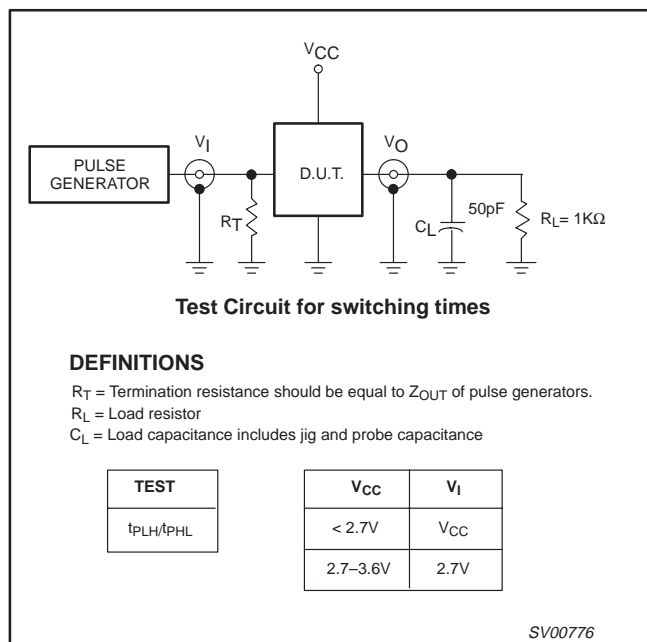 VCC
VI
VO
PULSE
GENERATOR
D.U.T.
RT
50pF
CL
RL= 1KΩ
Test Circuit for switching times
DEFINITIONS
RT = Termination resistance should be equal to ZOUT of pulse generators.
RL = Load resistor
CL = Load capacitance includes jig and probe capacitance
TEST
tPLH/tPHL
VCC VI
< 2.7V VCC
2.7–3.6V 2.7V
SV00776